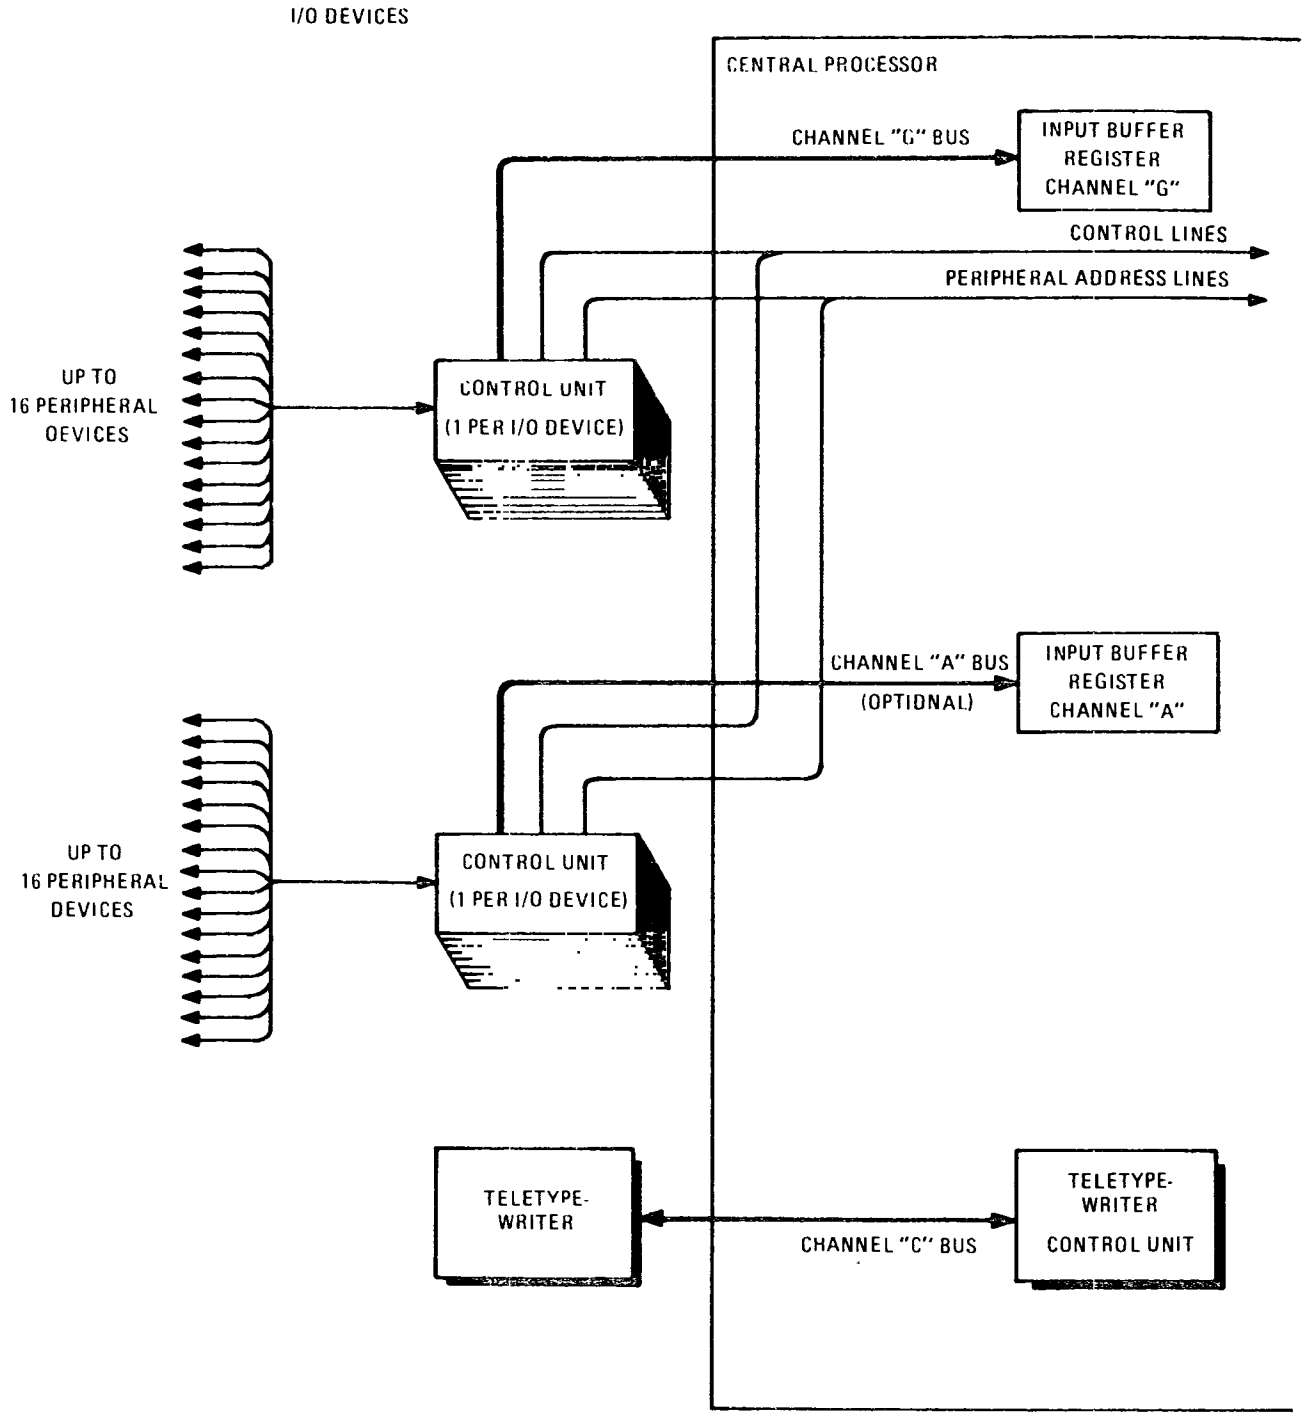 I/O DEVICES
CENTRAL PROCESSOR
CHANNEL "G" BUS
INPUT BUFFER
REGISTER
CHANNEL "G"
CONTROL LINES
PERIPHERAL ADDRESS LINES
UP TO
16 PERIPHERAL
DEVICES
CONTROL UNIT
(1 PER I/O DEVICE)
CHANNEL "A" BUS
(OPTIONAL)
INPUT BUFFER
REGISTER
CHANNEL "A"
UP TO
16 PERIPHERAL
DEVICES
CONTROL UNIT
(1 PER I/O DEVICE)
TELETYPE-
WRITER
CHANNEL "C" BUS
TELETYPE-
WRITER
CONTROL UNIT